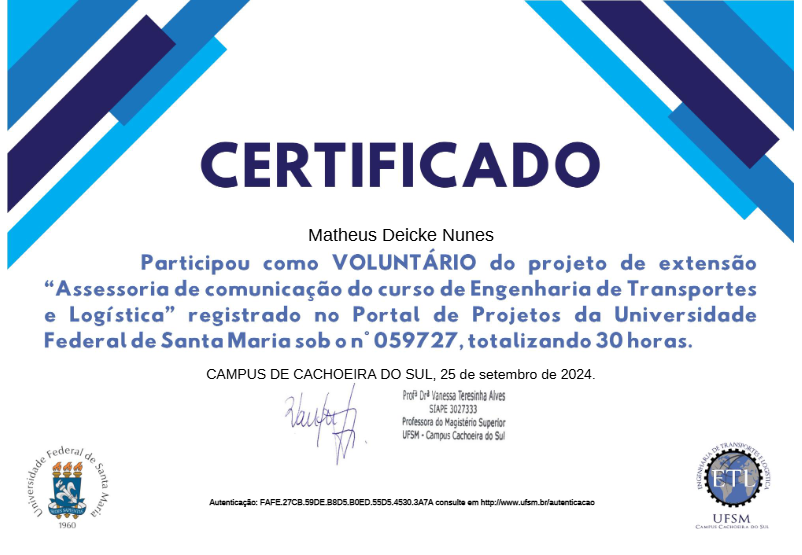 CERTIFICADO
Matheus Deicke Nunes
Participou como VOLUNTÁRIO do projeto de extensão
“Assessoria de comunicação do curso de Engenharia de Transportes
e Logística” registrado no Portal de Projetos da Universidade
Federal de Santa Maria sob o n° 059727, totalizando 30 horas.
CAMPUS DE CACHOEIRA DO SUL, 25 de setembro de 2024.
Profª Drª Vanessa Teresinha Alves
SIAPE 3027333
Professora do Magistério Superior
UFSM - Campus Cachoeira do Sul
Universidade Federal de Santa Maria
1960
ENGENHARIA DE TRANSPORTES E LOGÍSTICA
ETL
UFSM
CAMPUS CACHOEIRA DO SUL
Autenticação: FAFE.27CB.59DE.B8D5.B0ED.55D5.4530.3A7A consulte em http://www.ufsm.br/autenticacao